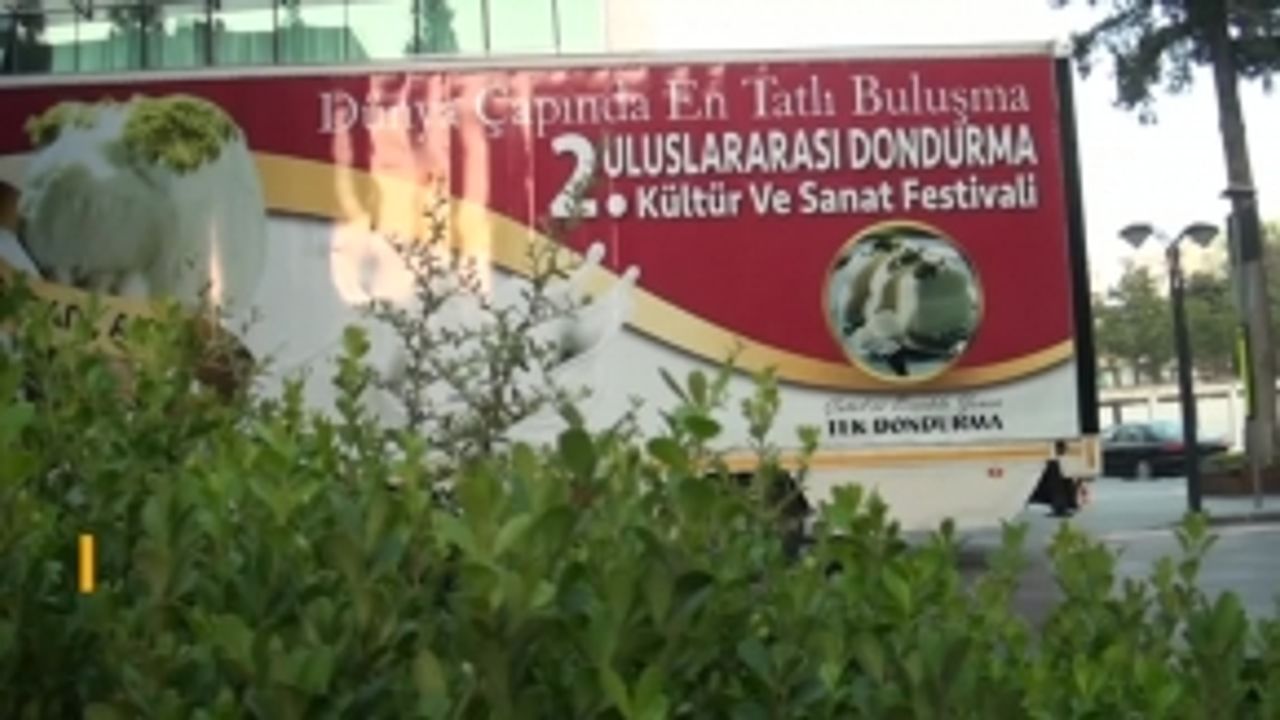 Dünya Çapında En Tatlı Buluşma
2. ULUSLARARASI DONDURMA
Kültür Ve Sanat Festivali
TEK DONDURMA